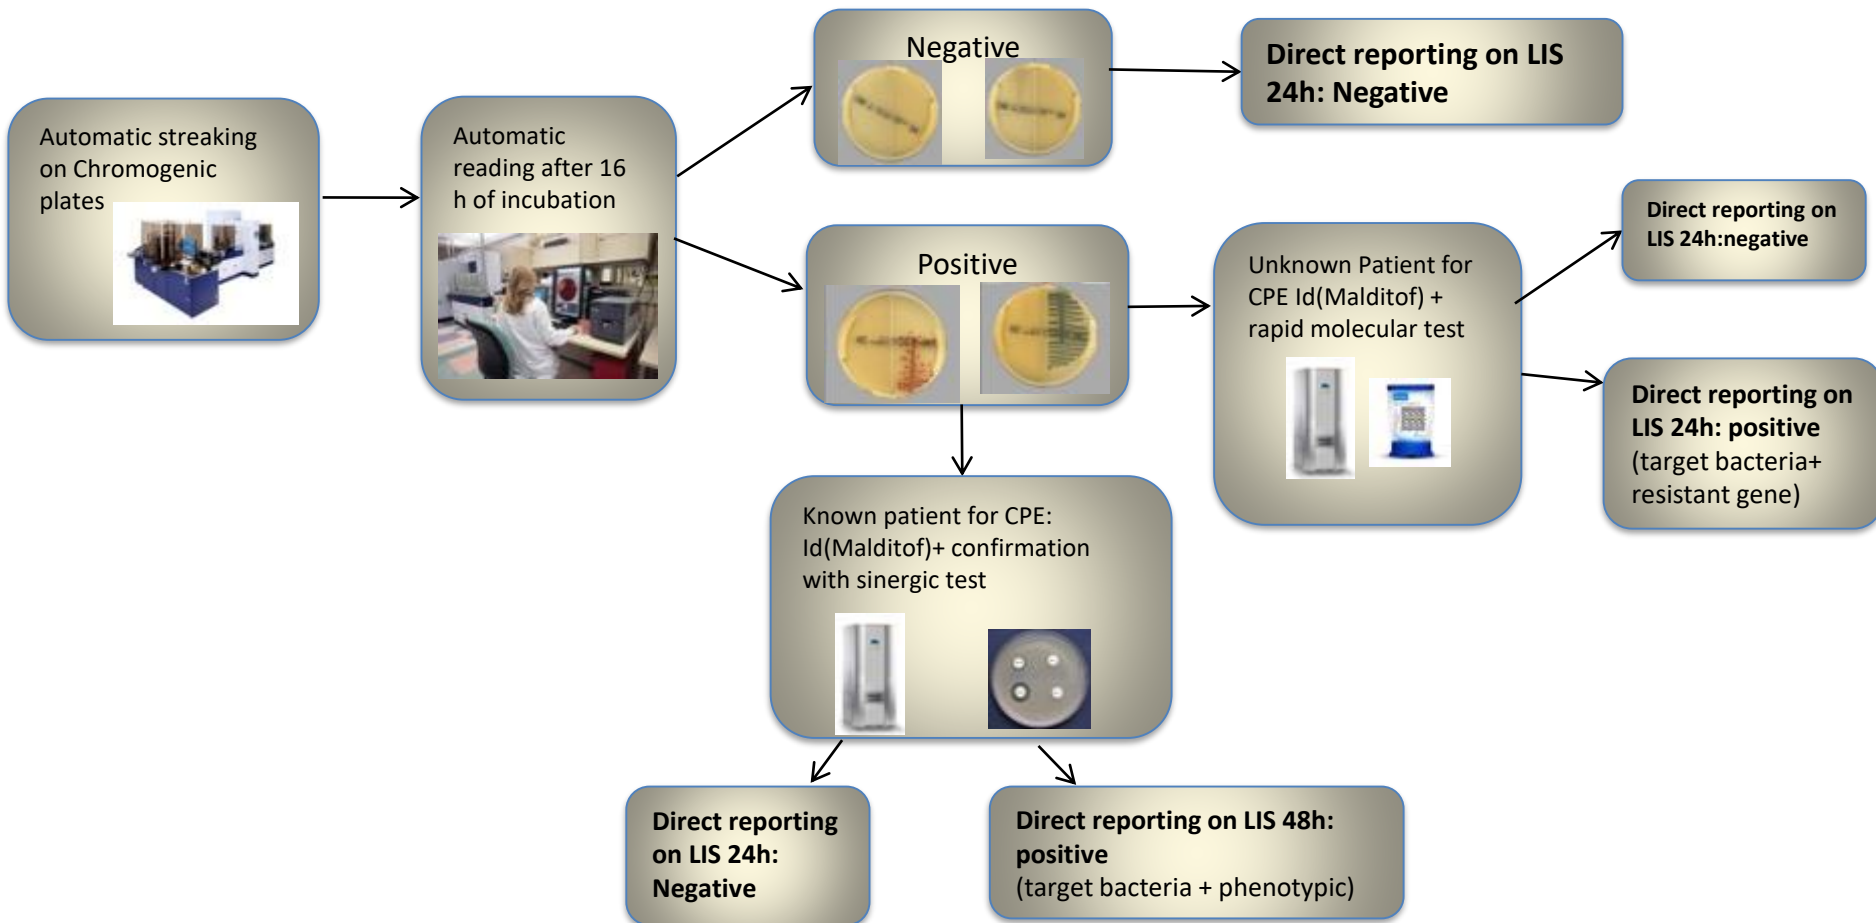 Automatic streaking
on Chromogenic
plates
Automatic
reading after 16
h of incubation
Negative
Direct reporting on LIS
24h: Negative
Positive
Unknown Patient for
CPE Id(Malditof) +
rapid molecular test
Direct reporting on
LIS 24h:negative
Direct reporting on
LIS 24h: positive
(target bacteria+
resistant gene)
Known patient for CPE:
Id(Malditof)+ confirmation
with sinergic test
Direct reporting
on LIS 24h:
Negative
Direct reporting on LIS 48h:
positive
(target bacteria + phenotypic)